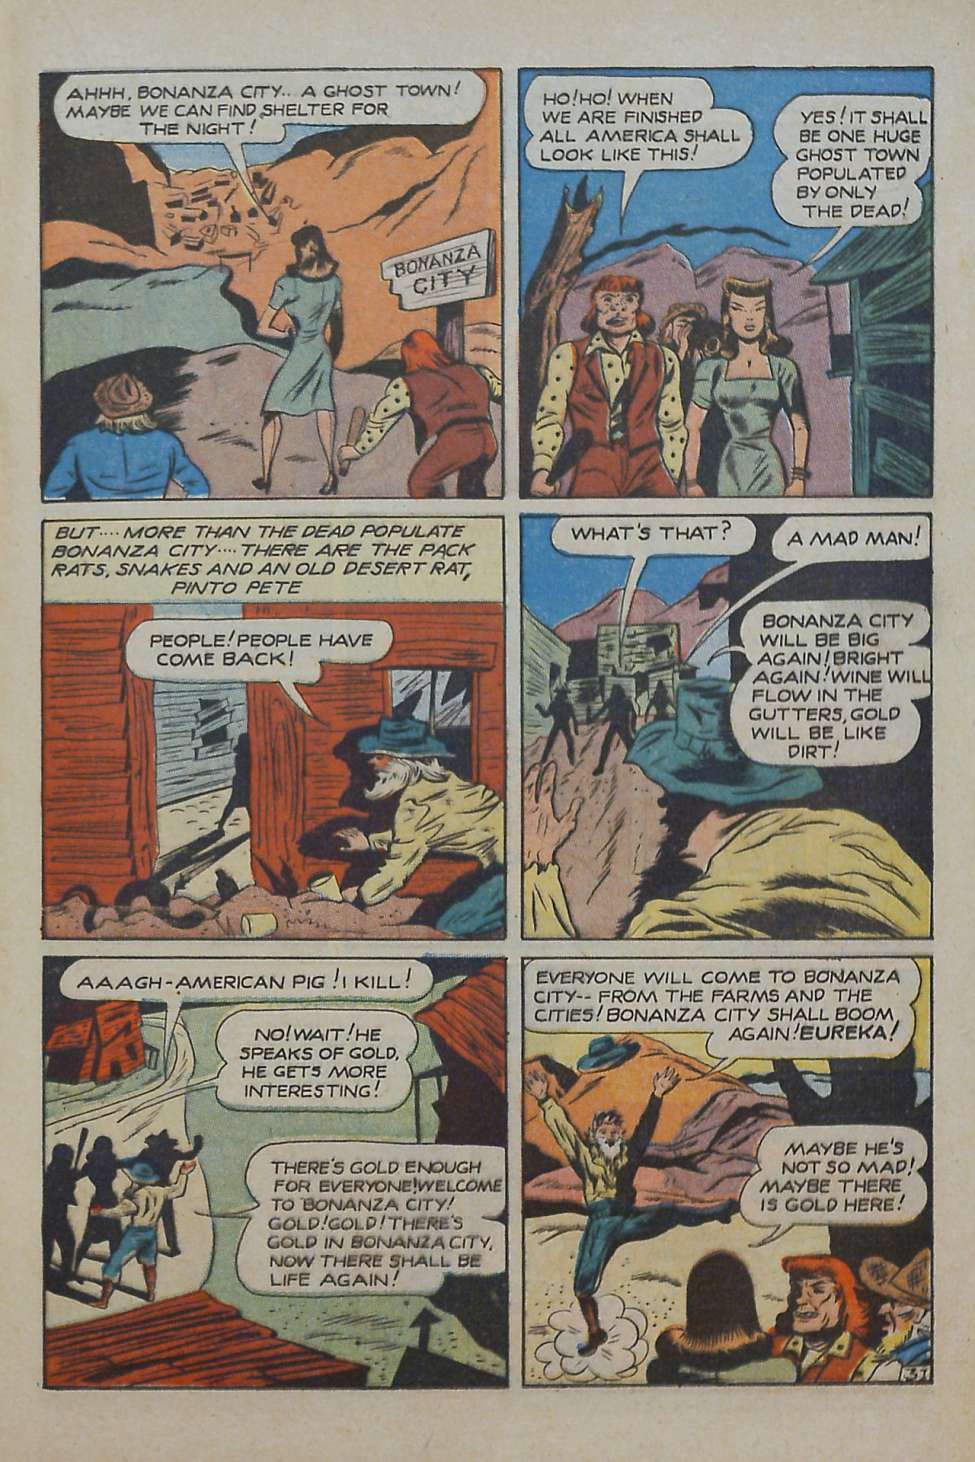 AHHH, BONANZA CITY.. A GHOST TOWN!
MAYBE WE CAN FIND SHELTER FOR
THE NIGHT!
BONANZA
CITY
HO! HO! WHEN
WE ARE FINISHED
ALL AMERICA SHALL
LOOK LIKE THIS!
YES! IT SHALL
BE ONE HUGE
GHOST TOWN
POPULATED
BY ONLY
THE DEAD!
BUT.... MORE THAN THE DEAD POPULATE
BONANZA CITY.... THERE ARE THE PACK
RATS, SNAKES AND AN OLD DESERT RAT,
PINTO PETE
PEOPLE! PEOPLE HAVE
COME BACK!
WHAT'S THAT?
A MAD MAN!
BONANZA CITY
WILL BE BIG
AGAIN! BRIGHT
AGAIN! WINE WILL
FLOW IN THE
GUTTERS, GOLD
WILL BE LIKE
DIRT!
AAAGH-AMERICAN PIG! I KILL!
NO! WAIT! HE
SPEAKS OF GOLD,
HE GETS MORE
INTERESTING!
THERE'S GOLD ENOUGH
FOR EVERYONE! WELCOME
TO BONANZA CITY!
GOLD! GOLD! THERE'S
GOLD IN BONANZA CITY,
NOW THERE SHALL BE
LIFE AGAIN!
EVERYONE WILL COME TO BONANZA
CITY-- FROM THE FARMS AND THE
CITIES! BONANZA CITY SHALL BOOM,
AGAIN! EUREKA!
MAYBE HE'S
NOT SO MAD!
MAYBE THERE
IS GOLD HERE!
37